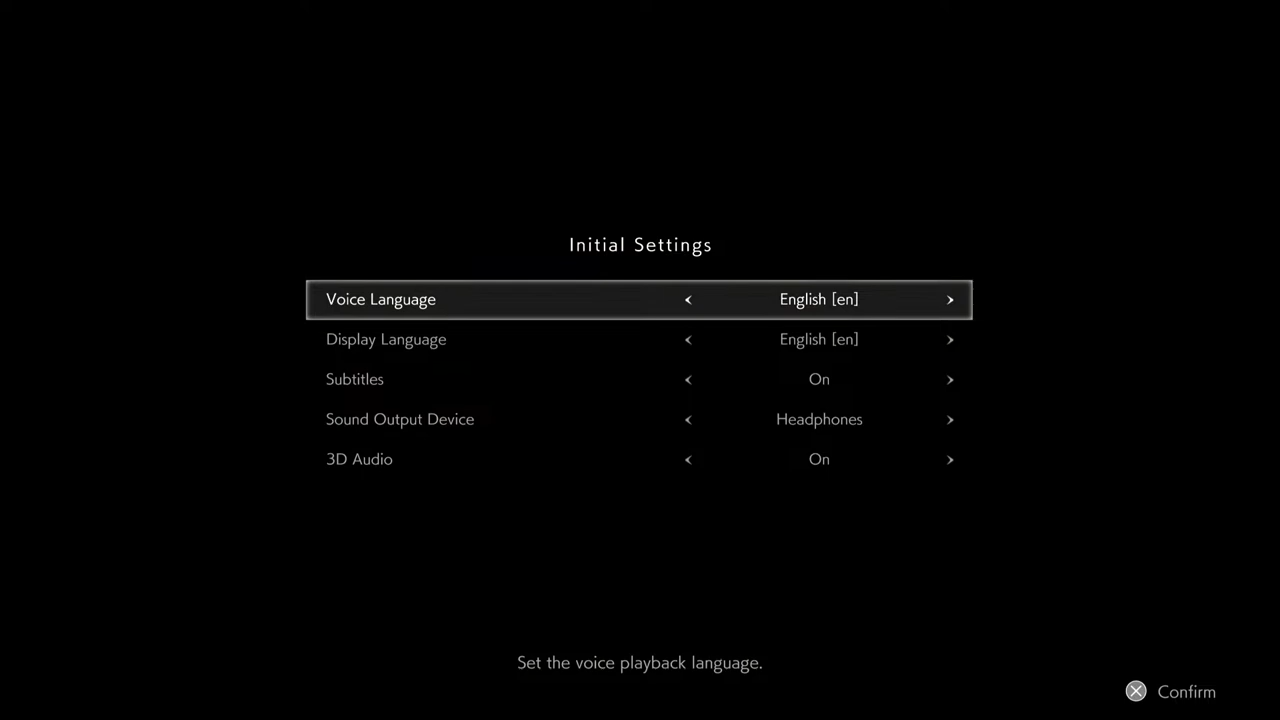 Initial Settings
Voice Language English [en]
Display Language English [en]
Subtitles On
Sound Output Device Headphones
3D Audio On
Set the voice playback language.
Confirm